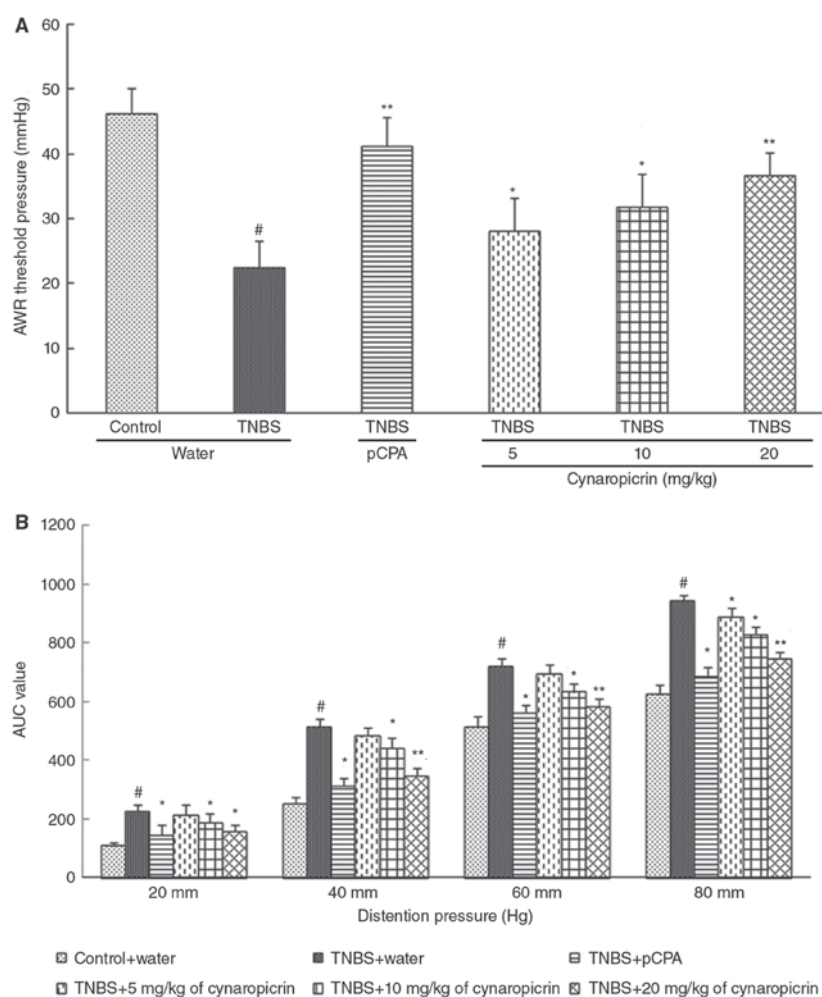 A
60
50
40
30
20
10
0
AWR threshold pressure (mmHg)
#
**
*
*
**
Control TNBS TNBS TNBS TNBS TNBS
Water pCPA 5 10 20
Cynaropicrin (mg/kg)
B
1200
1000
800
600
400
200
0
AUC value
# * * *
# * * **
# * * **
# * * * **
20 mm 40 mm 60 mm 80 mm
Distention pressure (Hg)
Control+water TNBS+water TNBS+pCPA
TNBS+5 mg/kg of cynaropicrin TNBS+10 mg/kg of cynaropicrin TNBS+20 mg/kg of cynaropicrin